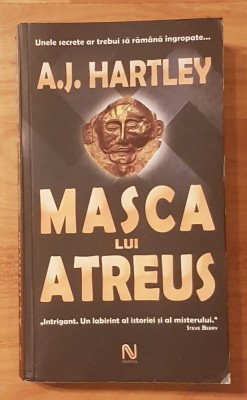 Unele secrete ar trebui să rămână îngropate...
A.J. HARTLEY
MASCA
LUI
ATREUS
„Intrigant. Un labirint al istoriei și al misterului.”
STEVE BERRY
N